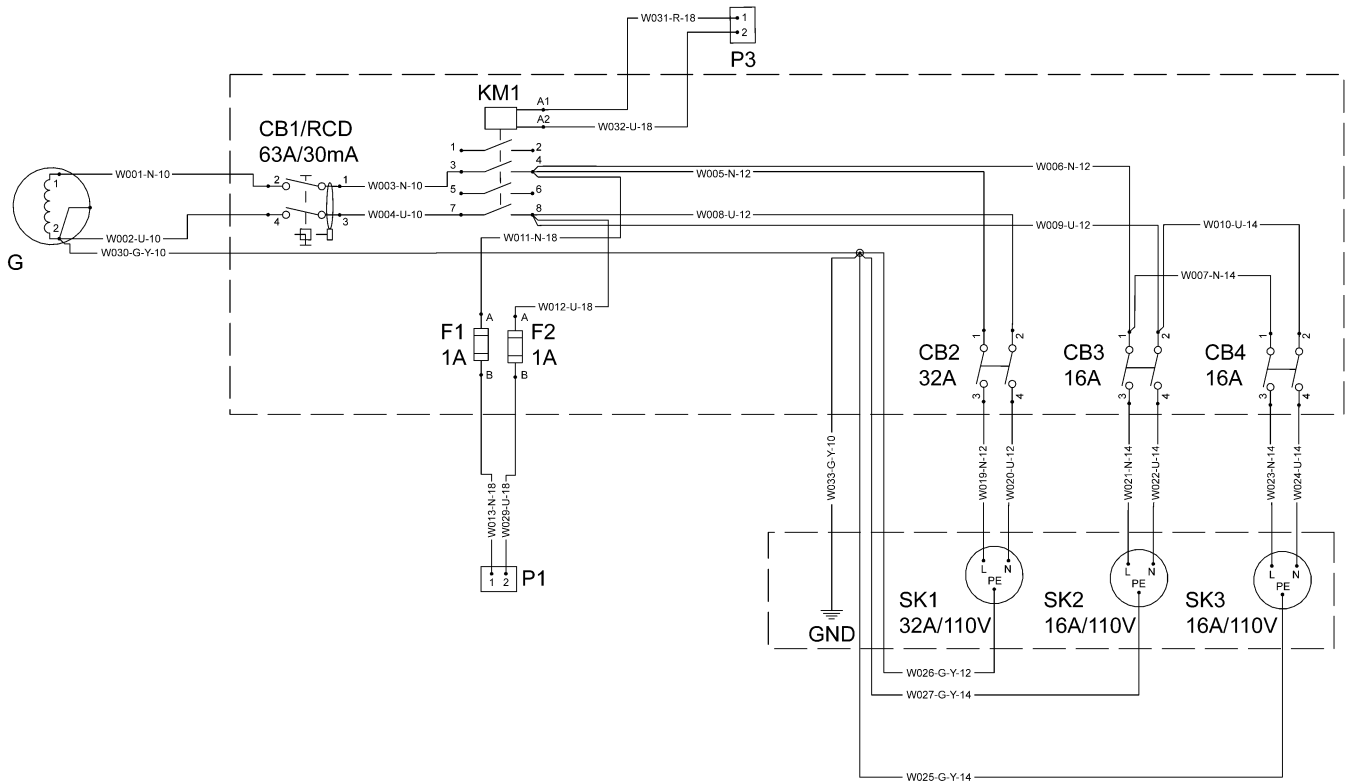 W031-R-18
1
2
P3
KM1
A1
A2
W032-U-18
CB1/RCD
63A/30mA
1
2
W001-N-10
1
2
1
W003-N-10
3
4
W006-N-12
W005-N-12
5
6
W004-U-10
4
3
7
8
W008-U-12
W009-U-12
W010-U-14
2
W002-U-10
W030-G-Y-10
W011-N-18
G
W007-N-14
W012-U-18
F1
1A
A
B
A
B
F2
1A
CB2
32A
1
2
3
4
CB3
16A
1
2
3
4
CB4
16A
1
2
3
4
W033-G-Y-10
W019-N-12
W020-U-12
W021-N-14
W022-U-14
W023-N-14
W024-U-14
W013-N-18
W029-U-18
1 2
P1
L N
PE
L N
PE
L N
PE
SK1
32A/110V
SK2
16A/110V
SK3
16A/110V
GND
W026-G-Y-12
W027-G-Y-14
W025-G-Y-14